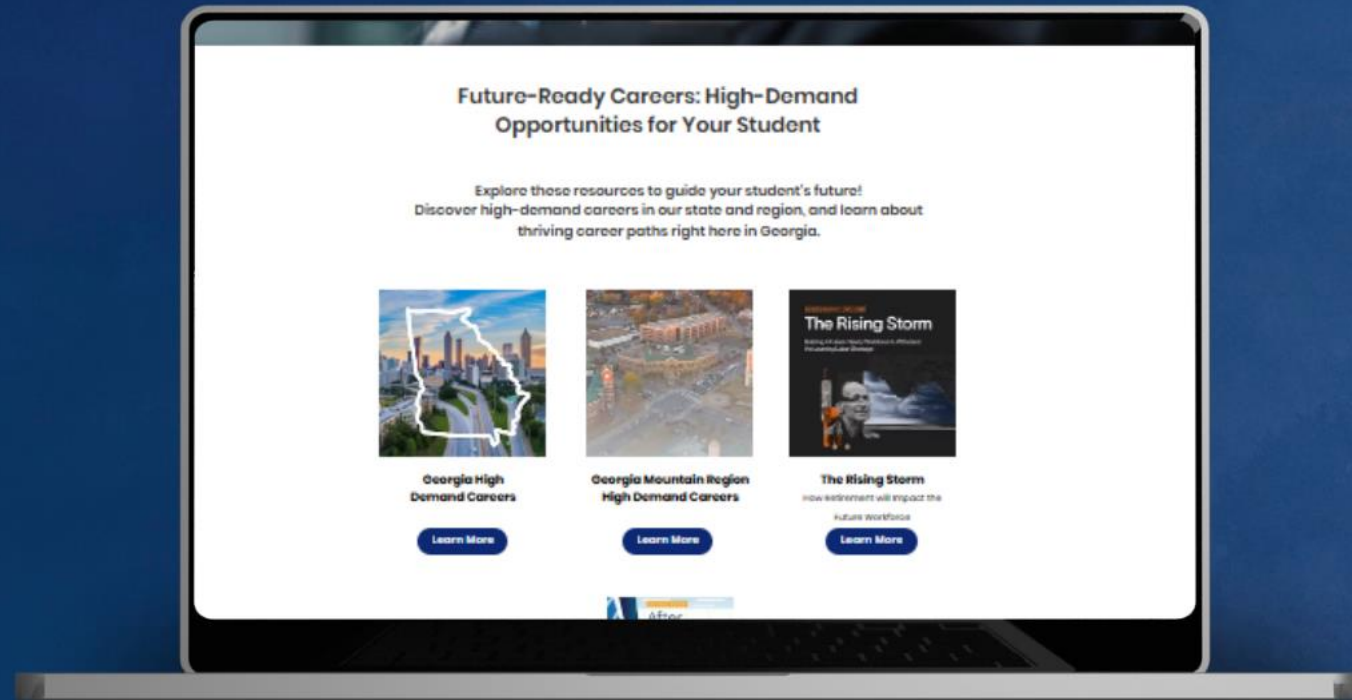 Future-Ready Careers: High-Demand
Opportunities for Your Student
Explore these resources to guide your student's future!
Discover high-demand careers in our state and region, and learn about
thriving career paths right here in Georgia.
The Rising Storm
Georgia High
Demand Careers
Learn More
Georgia Mountain Region
High Demand Careers
Learn More
The Rising Storm
How Retirement will Impact the
Future Workforce
Learn More
After